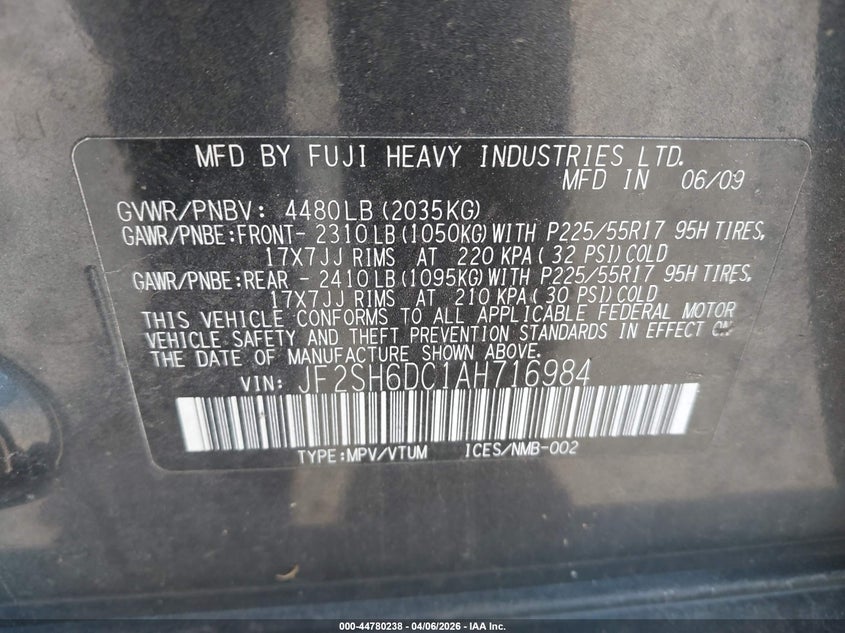 MFD BY FUJI HEAVY INDUSTRIES LTD.
MFD IN 06/09
GVWR/PNBV: 4480LB (2035KG)
GAWR/PNBE:FRONT- 2310LB (1050KG) WITH P225/55R17 95H TIRES,
17X7JJ RIMS AT 220 KPA ( 32 PSI) COLD
GAWR/PNBE:REAR - 2410LB (1095KG) WITH P225/55R17 95H TIRES,
17X7JJ RIMS AT 210 KPA ( 30 PSI) COLD
THIS VEHICLE CONFORMS TO ALL APPLICABLE FEDERAL MOTOR
VEHICLE SAFETY AND THEFT PREVENTION STANDARDS IN EFFECT ON
THE DATE OF MANUFACTURE SHOWN ABOVE.
VIN: JF2SH6DC1AH716984
TYPE:MPV/VTUM ICES/NMB-002
000-44780238 - 04/06/2026 - IAA Inc.